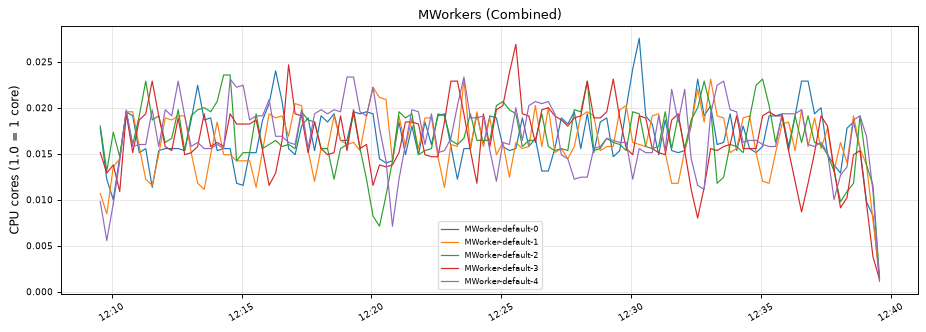 MWorkers (Combined)
CPU cores (1.0 = 1 core)
0.025
0.020
0.015
0.010
0.005
0.000
MWorker-default-0
MWorker-default-1
MWorker-default-2
MWorker-default-3
MWorker-default-4
12:10
12:15
12:20
12:25
12:30
12:35
12:40